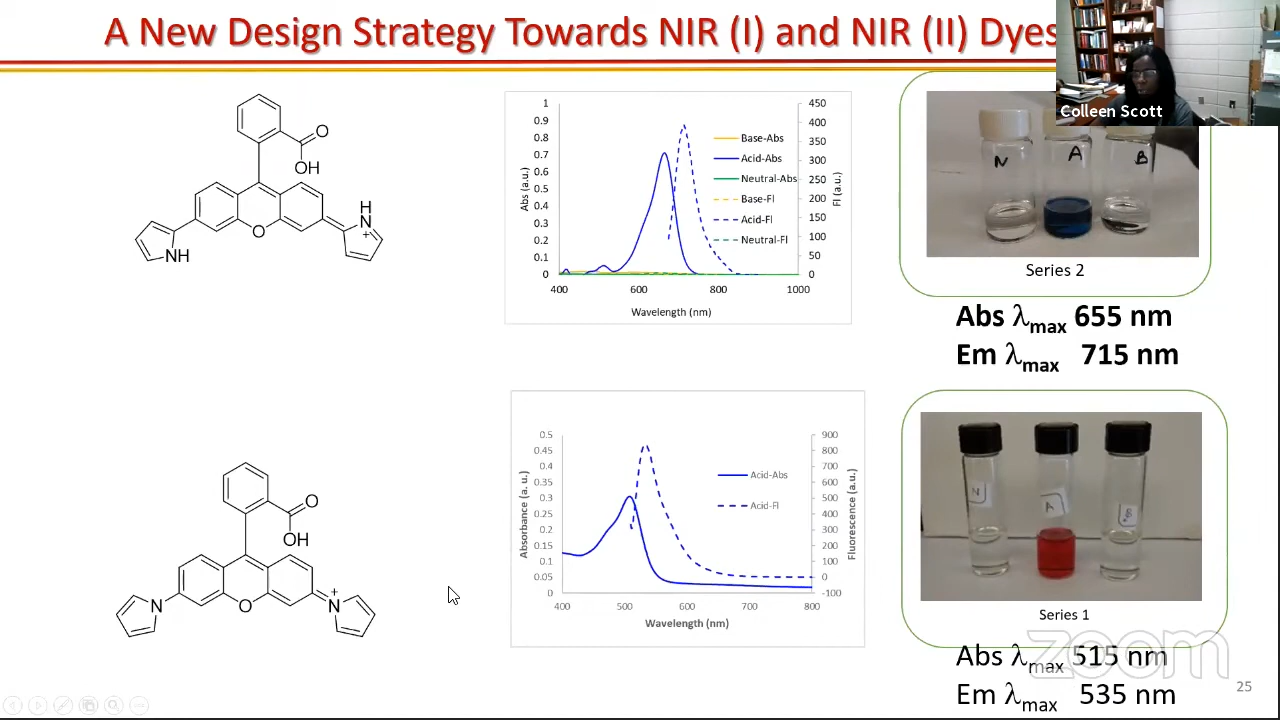 A New Design Strategy Towards NIR (I) and NIR (II) Dyes
Colleen Scott
O
OH
H
N
+
O
NH
1
0.9
0.8
0.7
0.6
0.5
0.4
0.3
0.2
0.1
0
Abs (a.u.)
450
400
350
300
250
200
150
100
50
0
FI (a.u.)
Base-Abs
Acid-Abs
Neutral-Abs
Base-Fl
Acid-Fl
Neutral-Fl
400 600 800 1000
Wavelength (nm)
N A B
Series 2
Abs λmax 655 nm
Em λmax 715 nm
O
OH
+
N O N
0.5
0.45
0.4
0.35
0.3
0.25
0.2
0.15
0.1
0.05
0
Absorbance (a. u.)
900
800
700
600
500
400
300
200
100
0
-100
Fluorescence (a. u.)
Acid-Abs
Acid-Fl
400 500 600 700 800
Wavelength (nm)
N A B
Series 1
Abs λmax 515 nm
Em λmax 535 nm
zoom
25